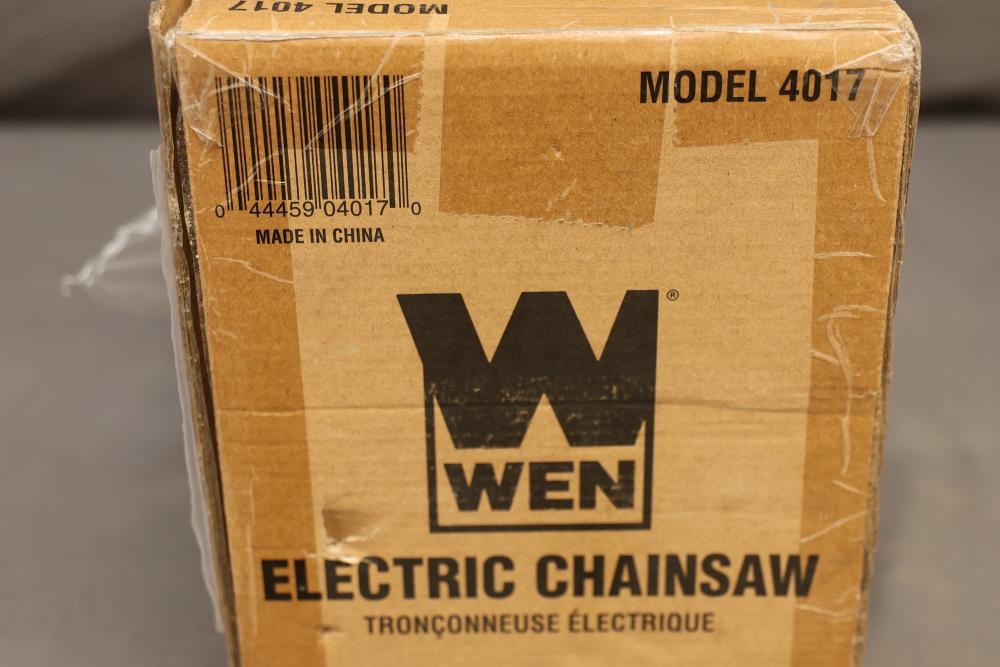 MODEL 4017
MODEL 4017
0 44459 04017 0
MADE IN CHINA
W®
WEN
ELECTRIC CHAINSAW
TRONÇONNEUSE ÉLECTRIQUE